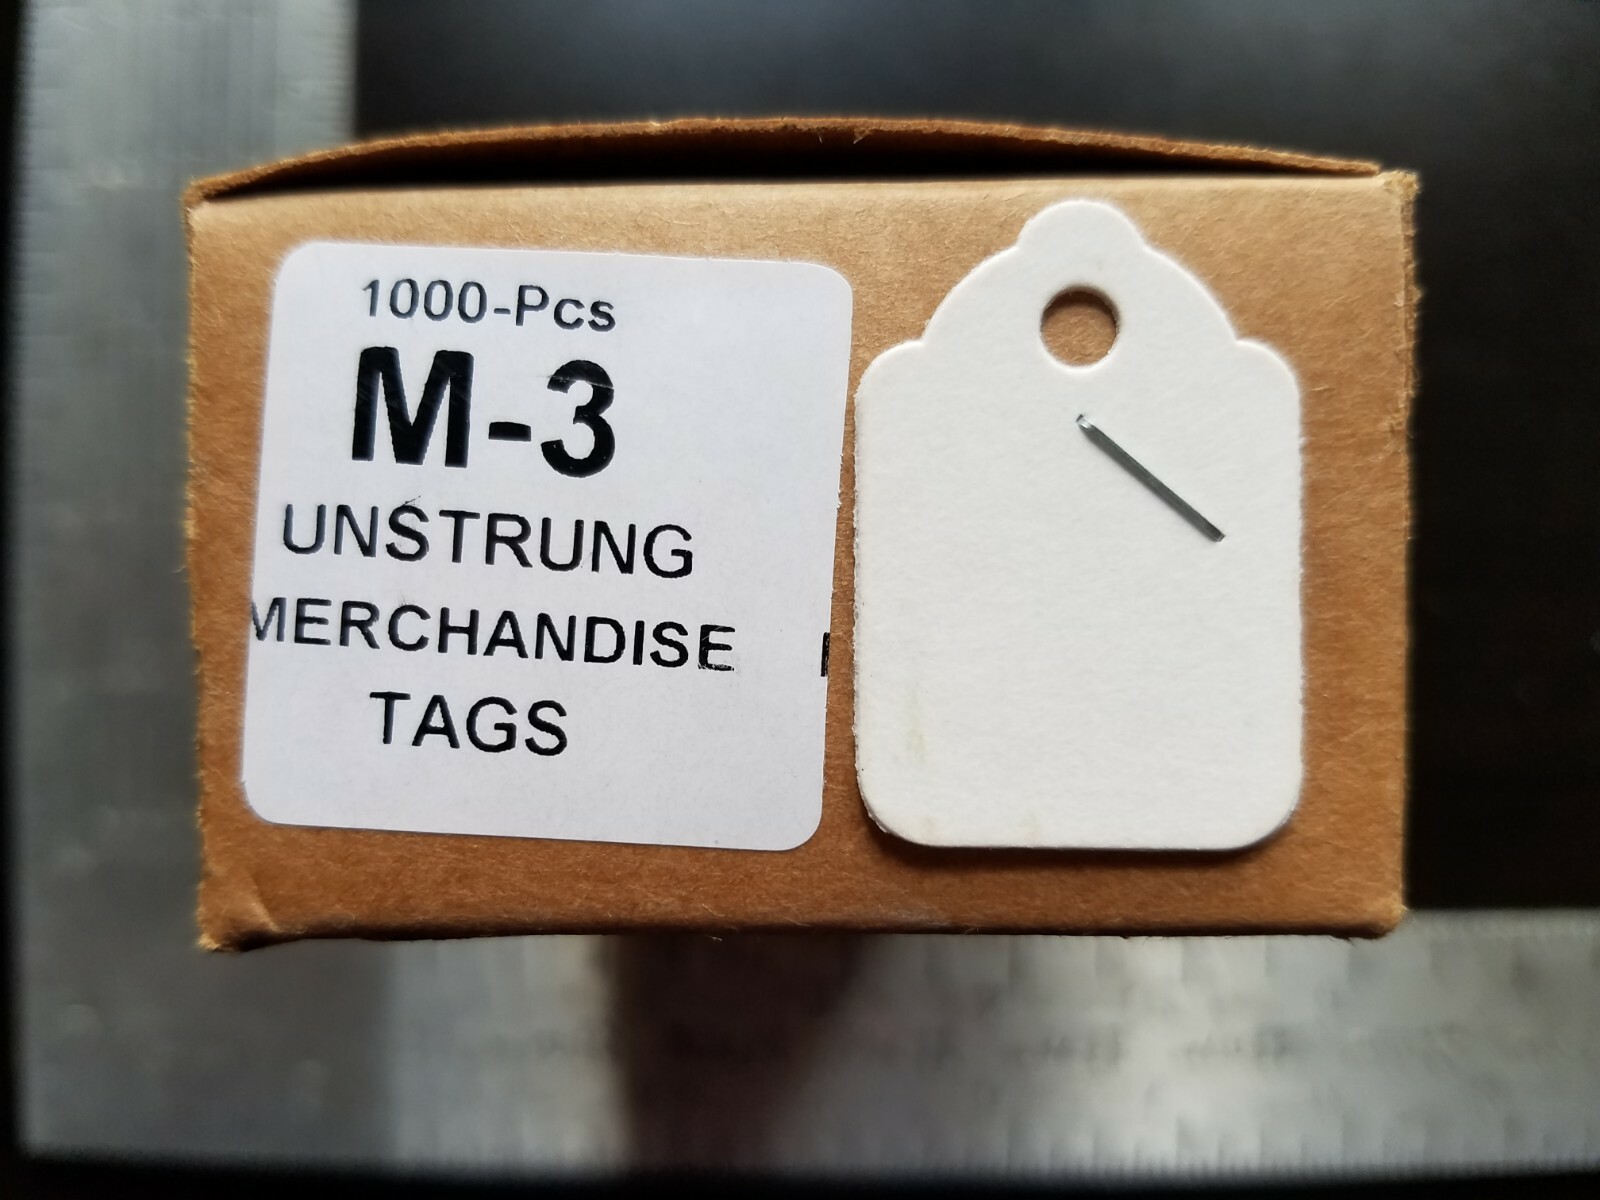 1000-Pcs
M-3
UNSTRUNG
MERCHANDISE
TAGS